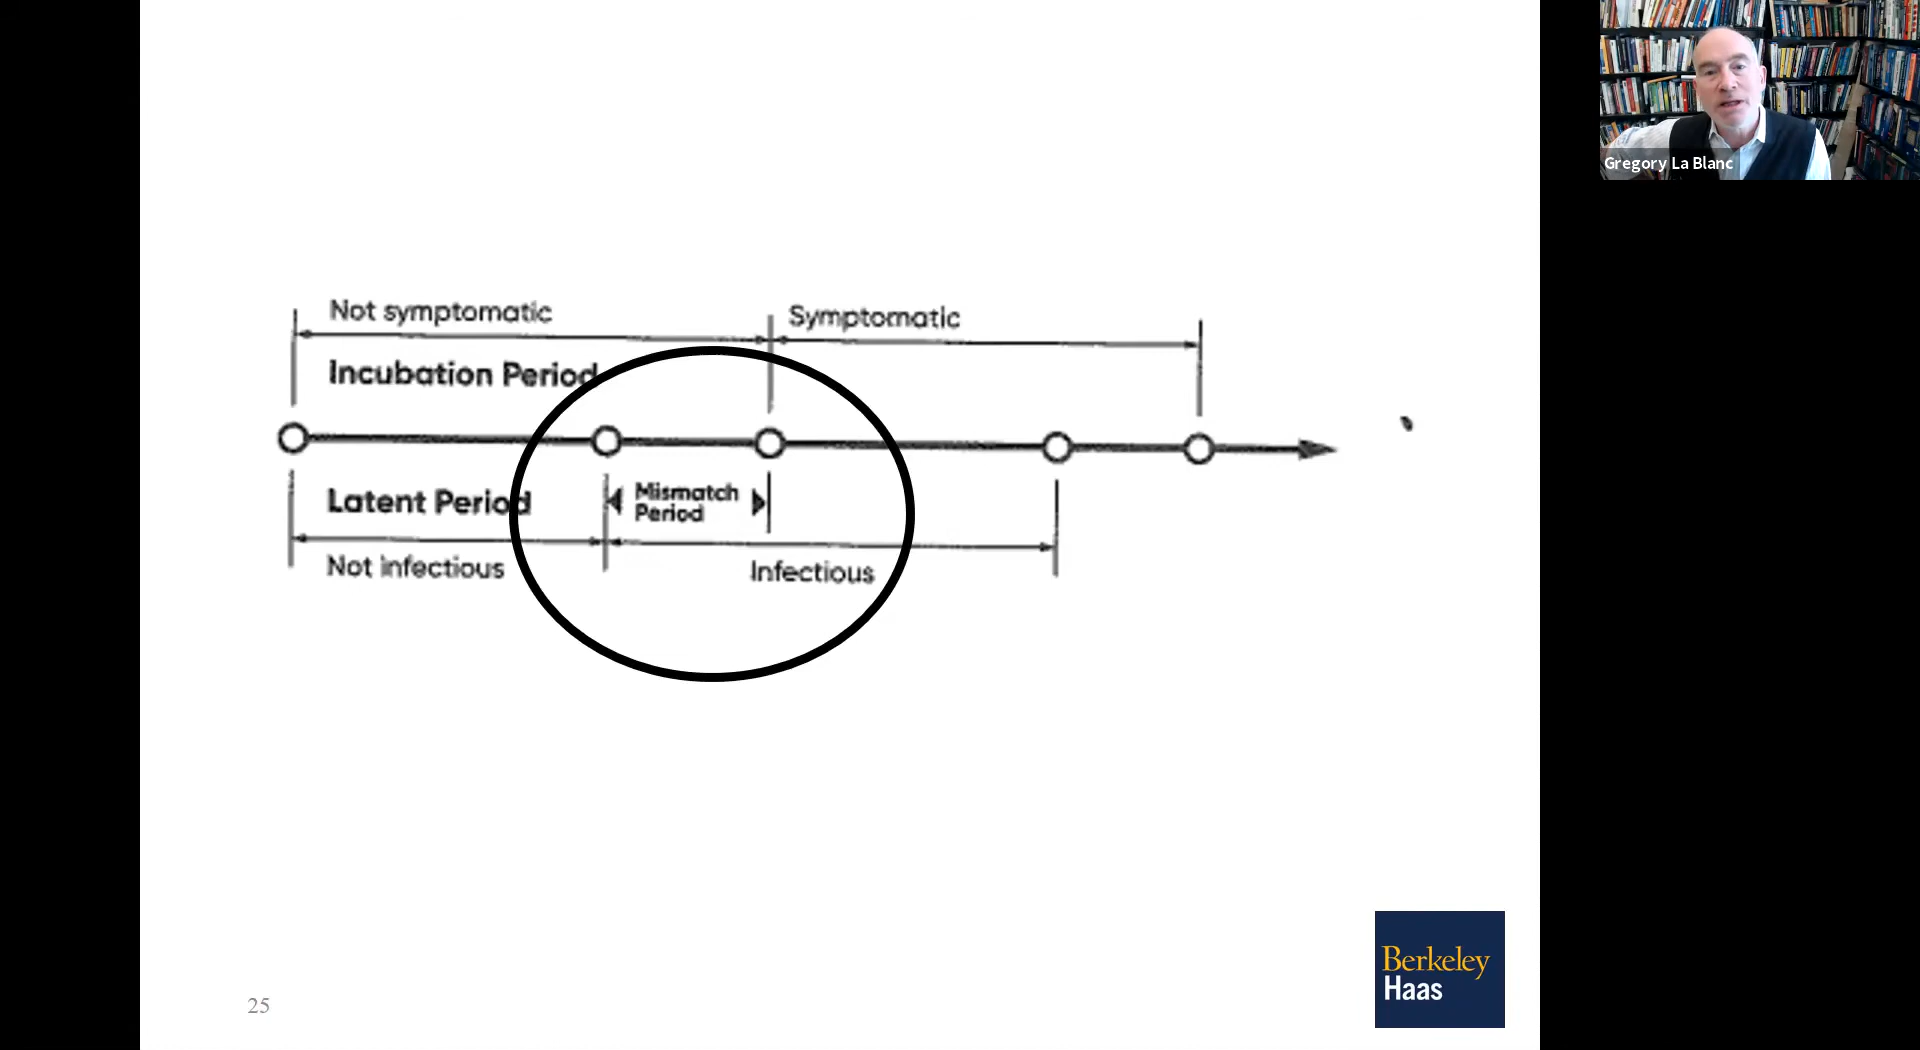 Gregory La Blanc
Not symptomatic
Symptomatic
Incubation Period
Latent Period
Mismatch
Period
Not infectious
Infectious
25
Berkeley
Haas